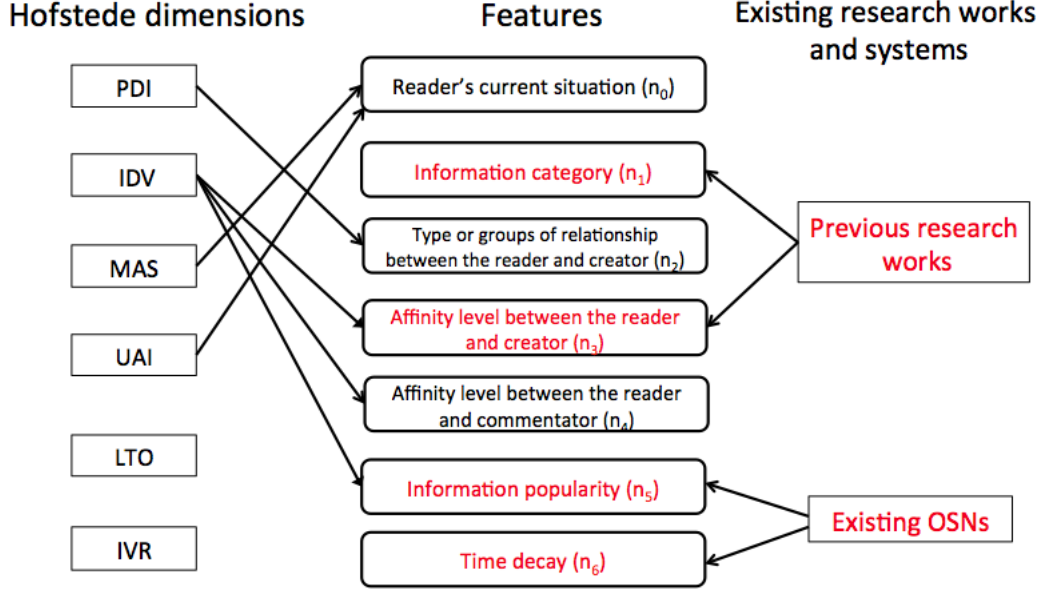 Hofstede dimensions
Features
Existing research works
and systems
PDI
IDV
MAS
UAI
LTO
IVR
Reader's current situation (n₀)
Information category (n₁)
Type or groups of relationship
between the reader and creator (n₂)
Affinity level between the reader
and creator (n₃)
Affinity level between the reader
and commentator (n₄)
Information popularity (n₅)
Time decay (n₆)
Previous research
works
Existing OSNs